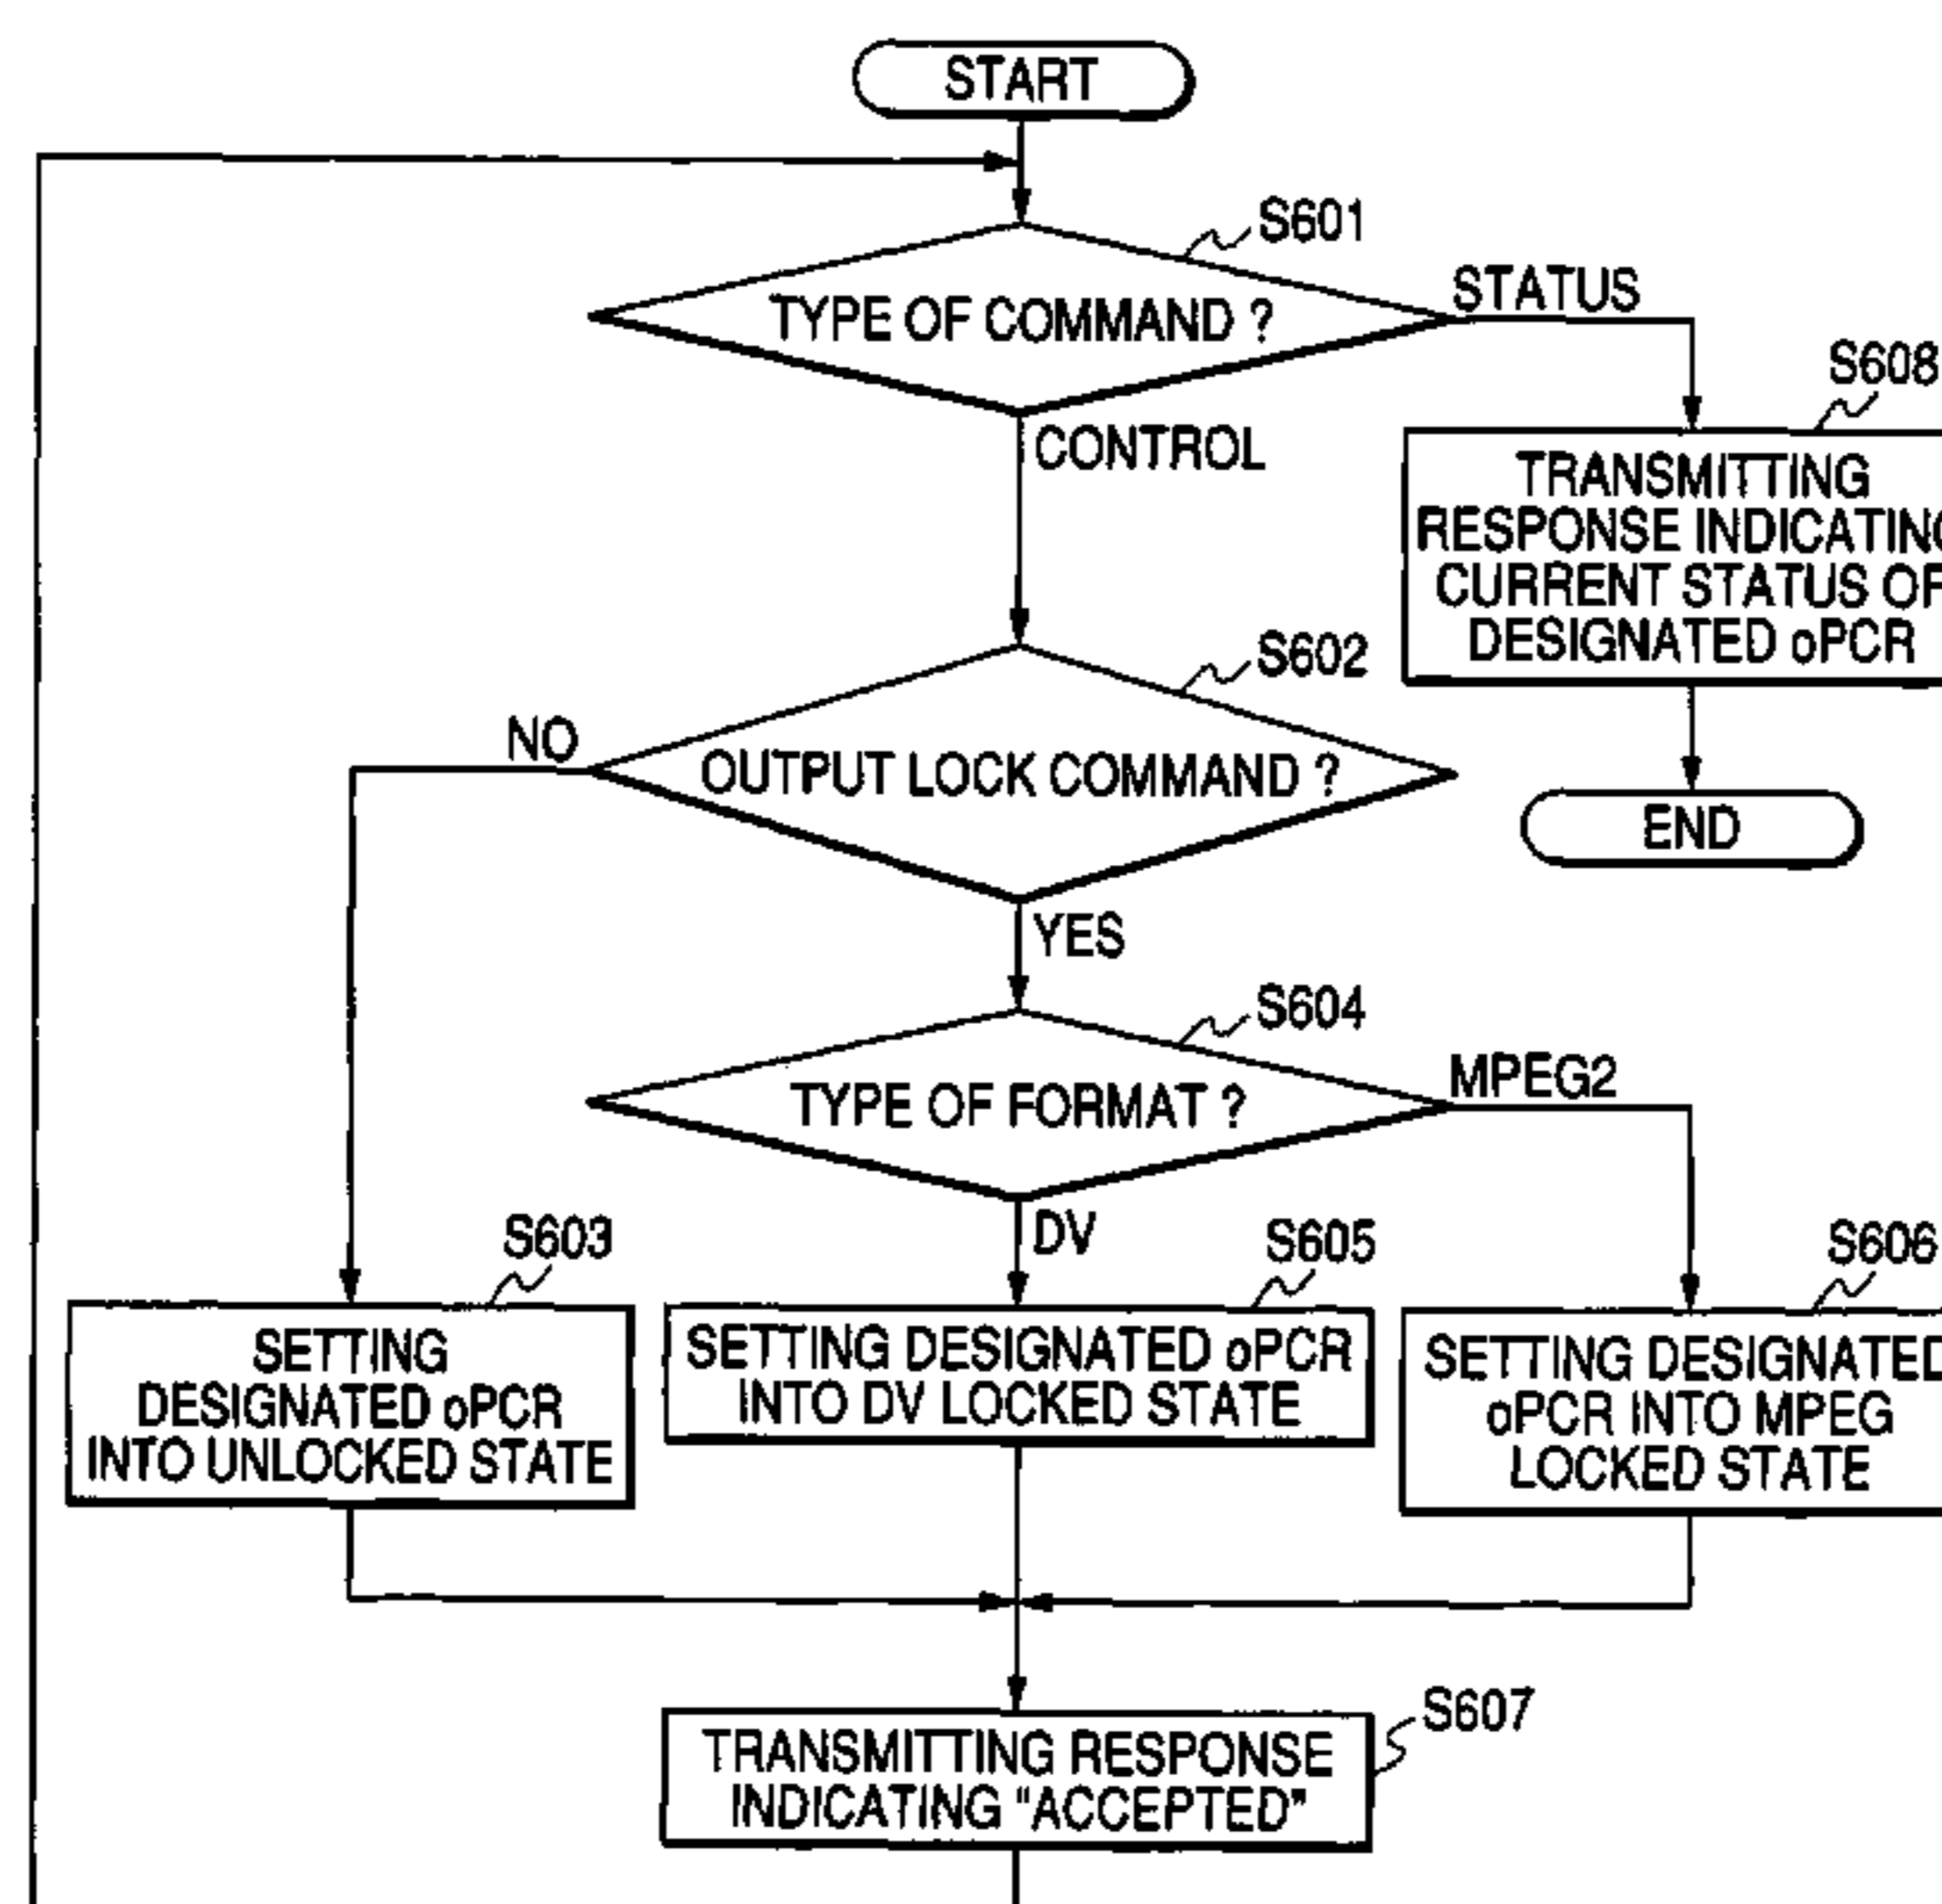 START
S601
TYPE OF COMMAND ?
STATUS
CONTROL
S608
TRANSMITTING
RESPONSE INDICATING
CURRENT STATUS OF
DESIGNATED oPCR
END
S602
OUTPUT LOCK COMMAND ?
NO
YES
S604
TYPE OF FORMAT ?
MPEG2
DV
S603
SETTING
DESIGNATED oPCR
INTO UNLOCKED STATE
S605
SETTING DESIGNATED oPCR
INTO DV LOCKED STATE
S606
SETTING DESIGNATED
oPCR INTO MPEG
LOCKED STATE
S607
TRANSMITTING RESPONSE
INDICATING "ACCEPTED"